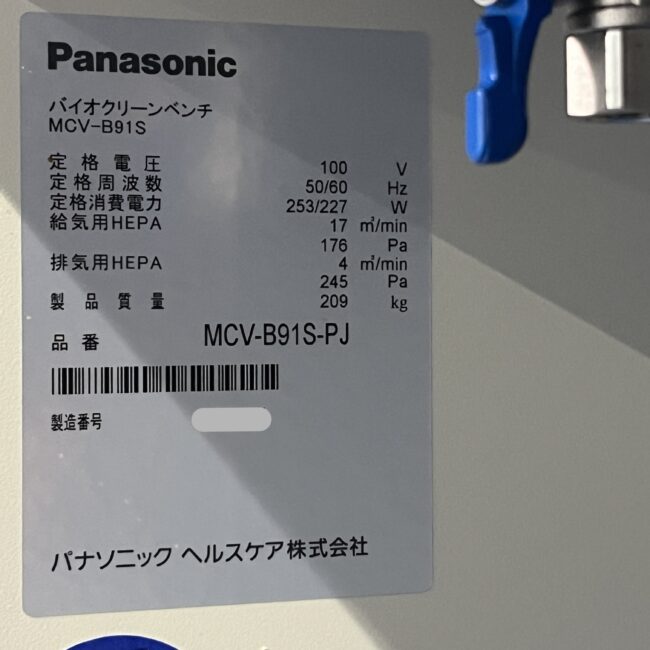 Panasonic
バイオクリーンベンチ
MCV-B91S
定格電圧 100 V
定格周波数 50/60 Hz
定格消費電力 253/227 W
給気用HEPA 17 m³/min
176 Pa
排気用HEPA 4 m³/min
245 Pa
製品質量 209 kg
品番 MCV-B91S-PJ
製造番号
パナソニック ヘルスケア株式会社